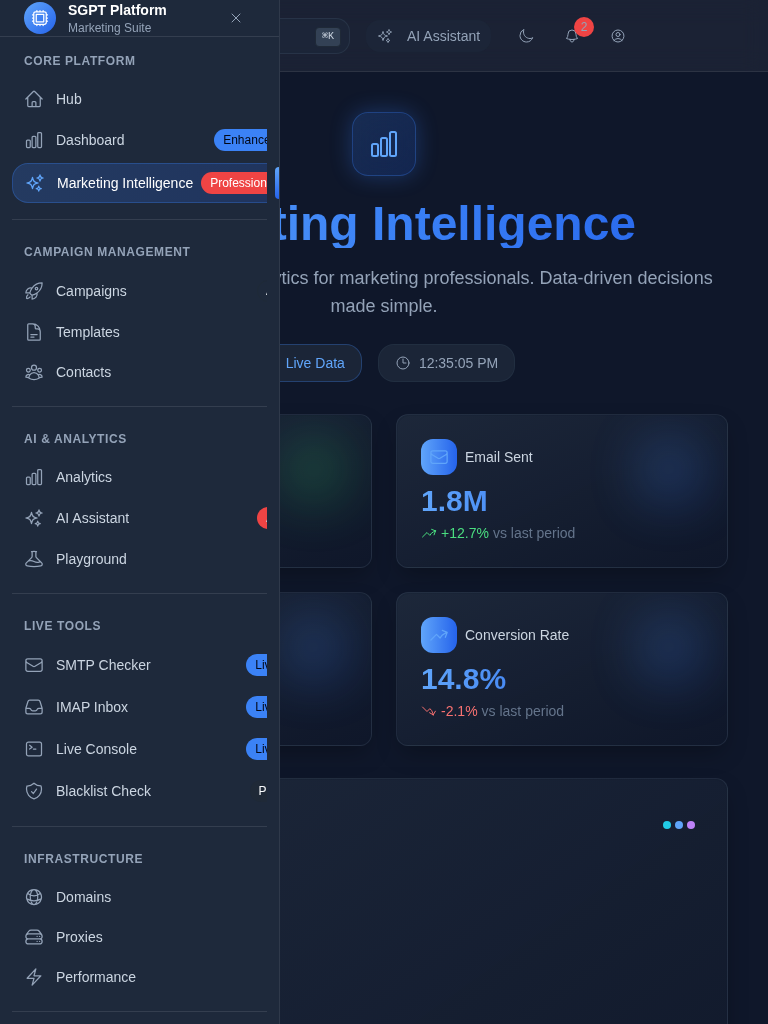 SGPT Platform
Marketing Suite
⌘K
AI Assistant
2
CORE PLATFORM
Hub
Dashboard
Enhance
Marketing Intelligence
Profession
CAMPAIGN MANAGEMENT
Campaigns
Templates
Contacts
AI & ANALYTICS
Analytics
AI Assistant
Playground
LIVE TOOLS
SMTP Checker
Liv
IMAP Inbox
Liv
Live Console
Liv
Blacklist Check
P
INFRASTRUCTURE
Domains
Proxies
Performance
ting Intelligence
tics for marketing professionals. Data-driven decisions
made simple.
Live Data
12:35:05 PM
Email Sent
1.8M
+12.7% vs last period
Conversion Rate
14.8%
-2.1% vs last period